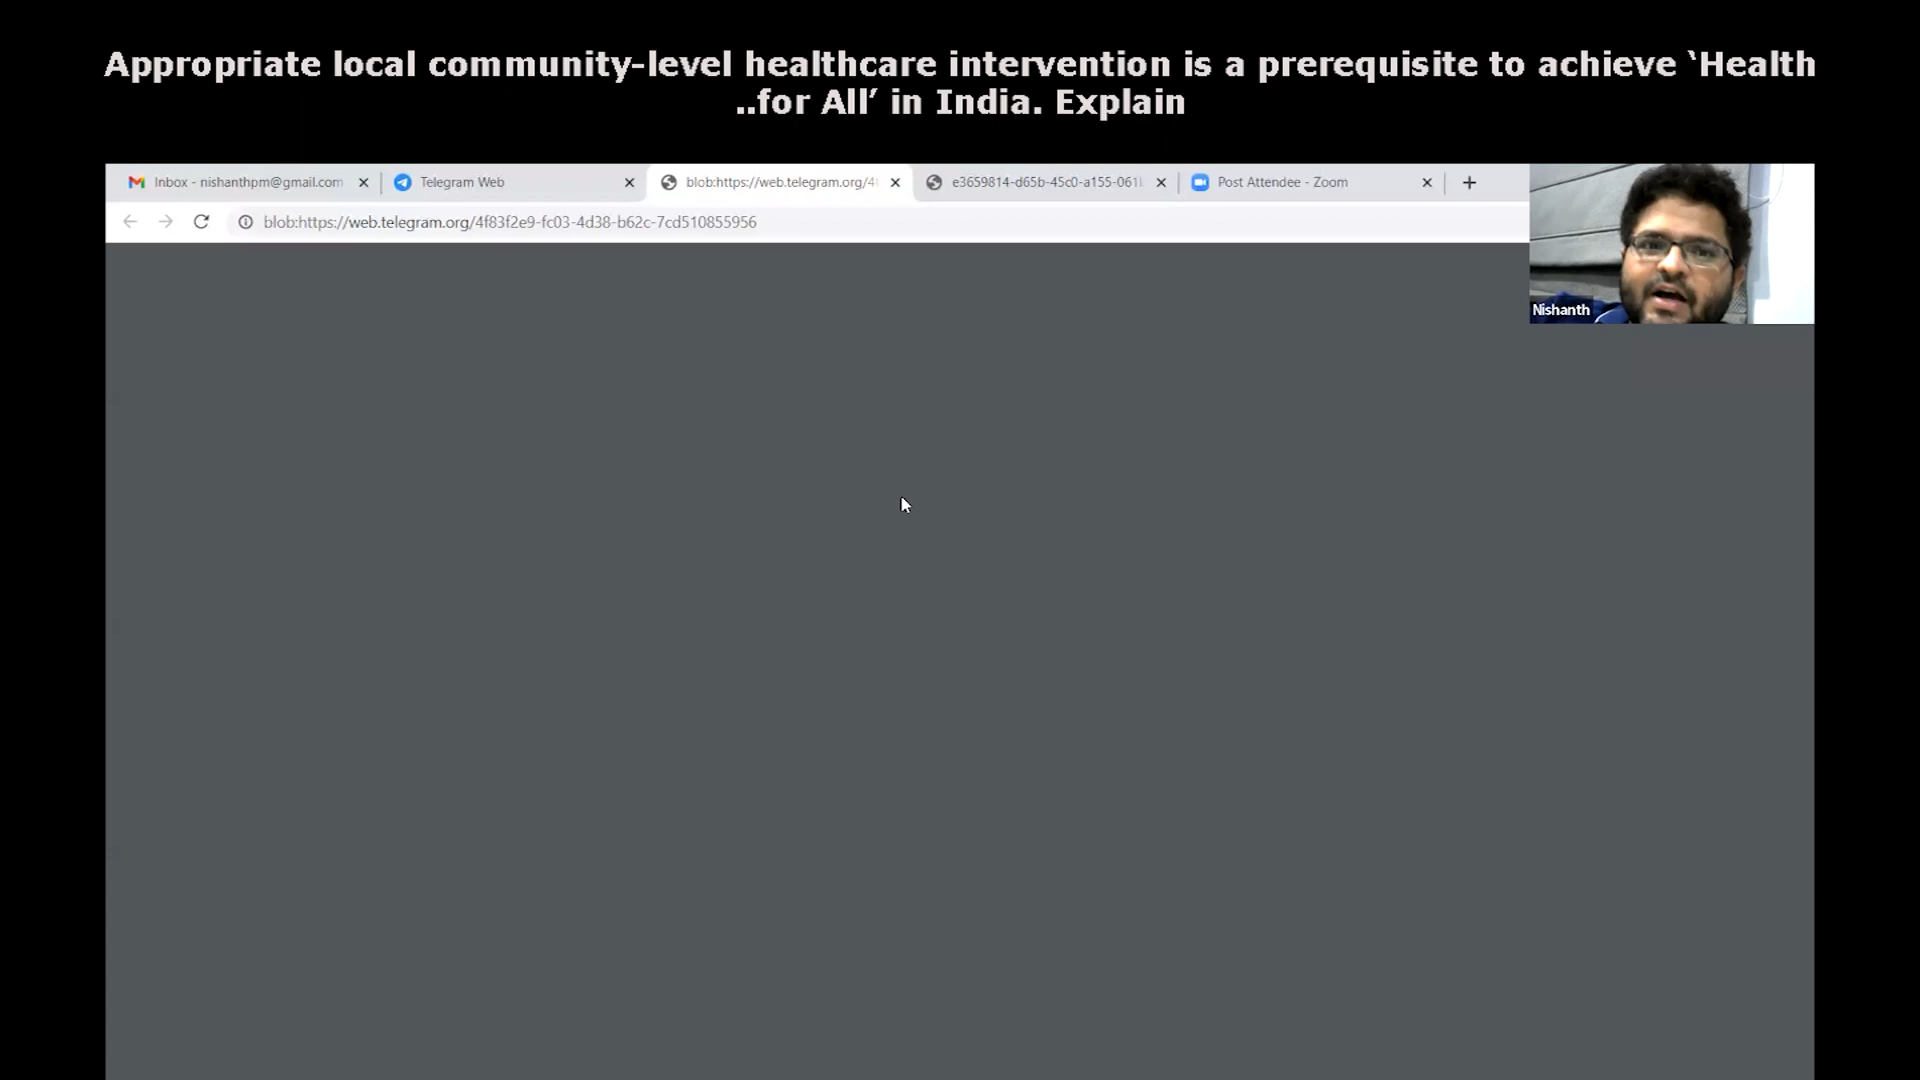 Appropriate local community-level healthcare intervention is a prerequisite to achieve ‘Health
..for All’ in India. Explain
Inbox - nishanthpm@gmail.com
Telegram Web
blob:https://web.telegram.org/4
e3659814-d65b-45c0-a155-061
Post Attendee - Zoom
blob:https://web.telegram.org/4f83f2e9-fc03-4d38-b62c-7cd510855956
Nishanth